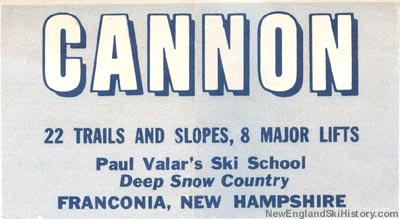 CANNON
22 TRAILS AND SLOPES, 8 MAJOR LIFTS
Paul Valar's Ski School
Deep Snow Country
FRANCONIA, NEW HAMPSHIRE
NewEnglandSkiHistory.com